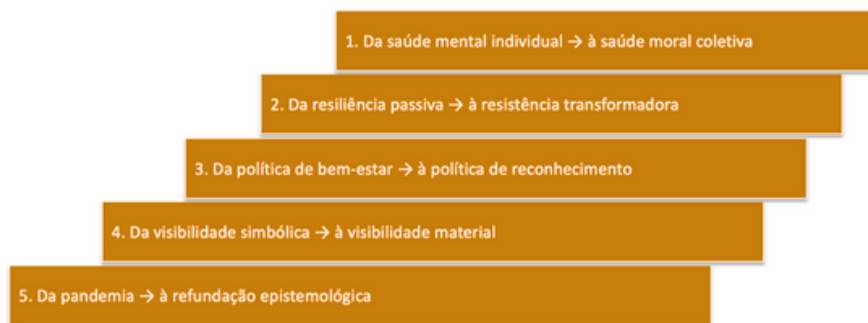 1. Da saúde mental individual → à saúde moral coletiva
2. Da resiliência passiva → à resistência transformadora
3. Da política de bem-estar → à política de reconhecimento
4. Da visibilidade simbólica → à visibilidade material
5. Da pandemia → à refundação epistemológica